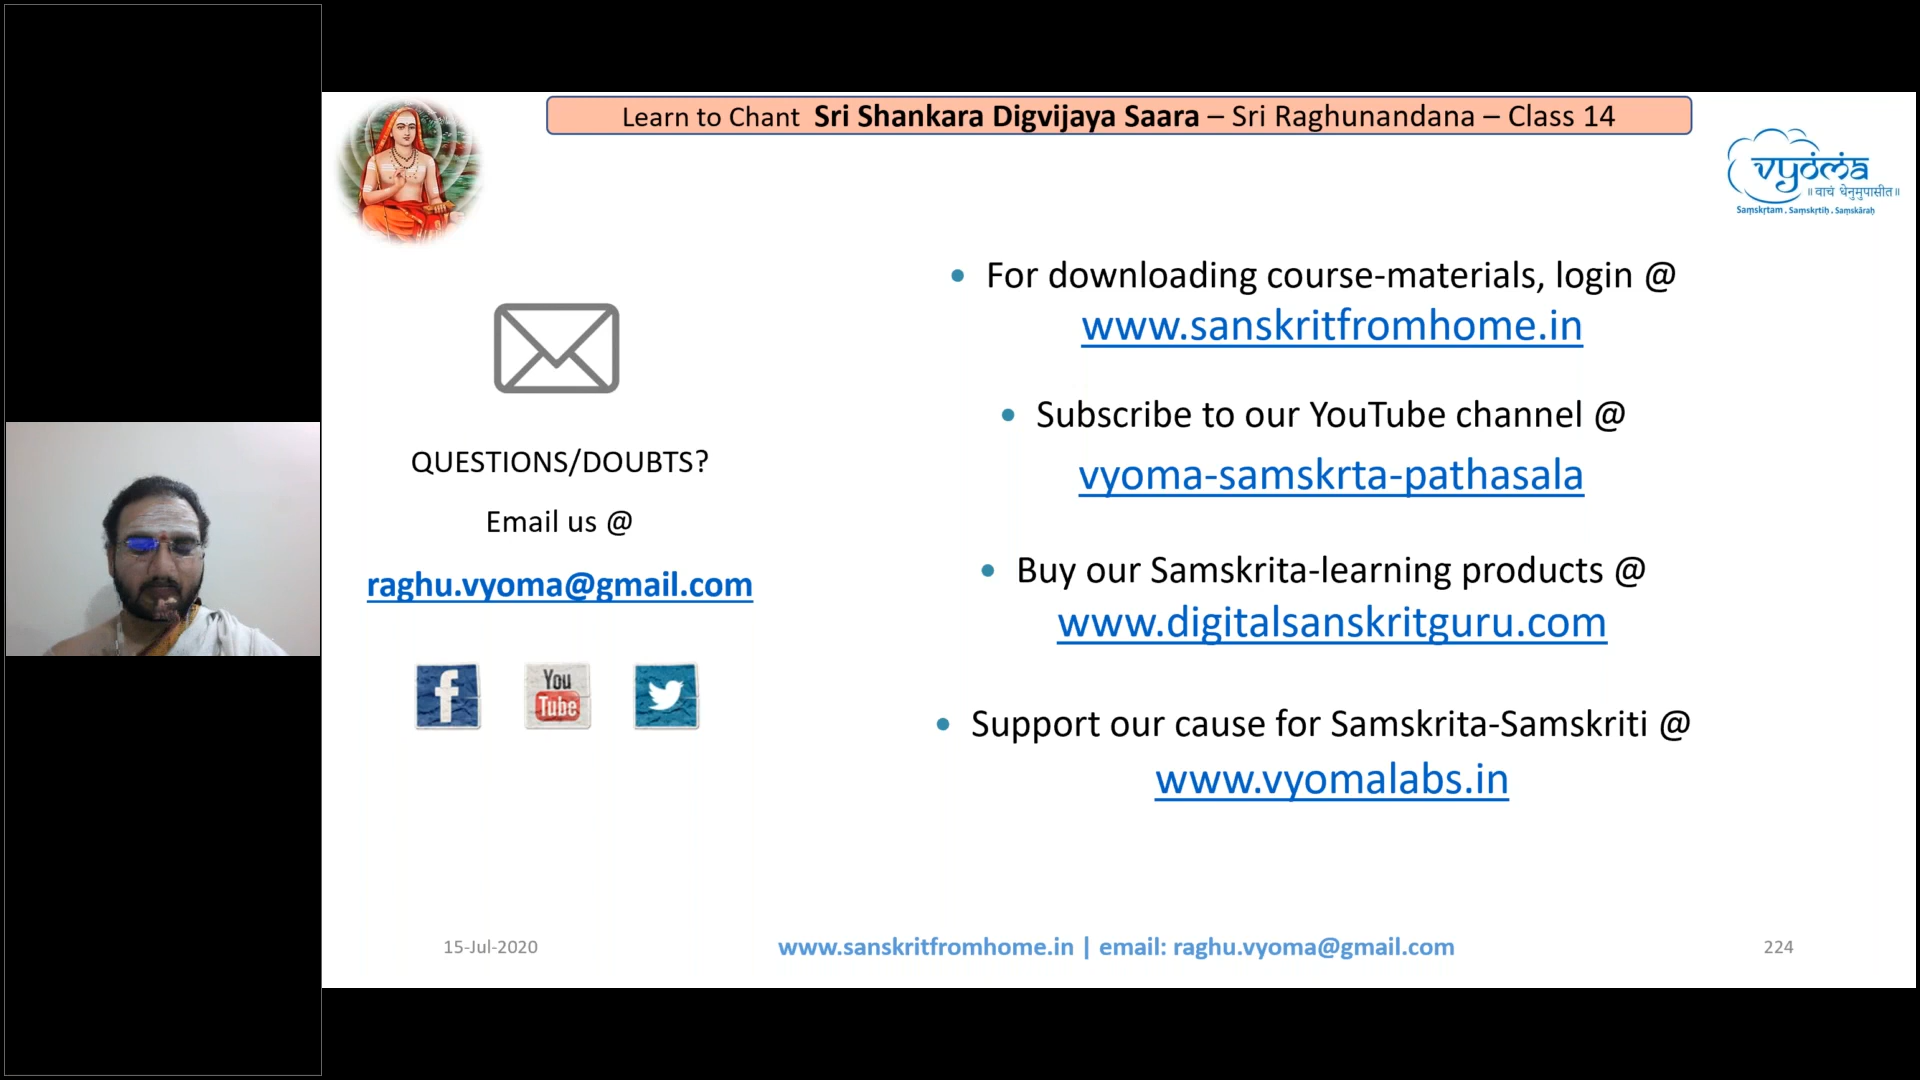 Learn to Chant Sri Shankara Digvijaya Saara – Sri Raghunandana – Class 14
vyoma
॥ वाचं धेनुमुपासीत॥
Saṃskṛtam . Saṃskṛtiḥ . Saṃskāraḥ
QUESTIONS/DOUBTS?
Email us @
raghu.vyoma@gmail.com
You
Tube
• For downloading course-materials, login @
www.sanskritfromhome.in
• Subscribe to our YouTube channel @
vyoma-samskrta-pathasala
• Buy our Samskrita-learning products @
www.digitalsanskritguru.com
• Support our cause for Samskrita-Samskriti @
www.vyomalabs.in
15-Jul-2020
www.sanskritfromhome.in | email: raghu.vyoma@gmail.com
224